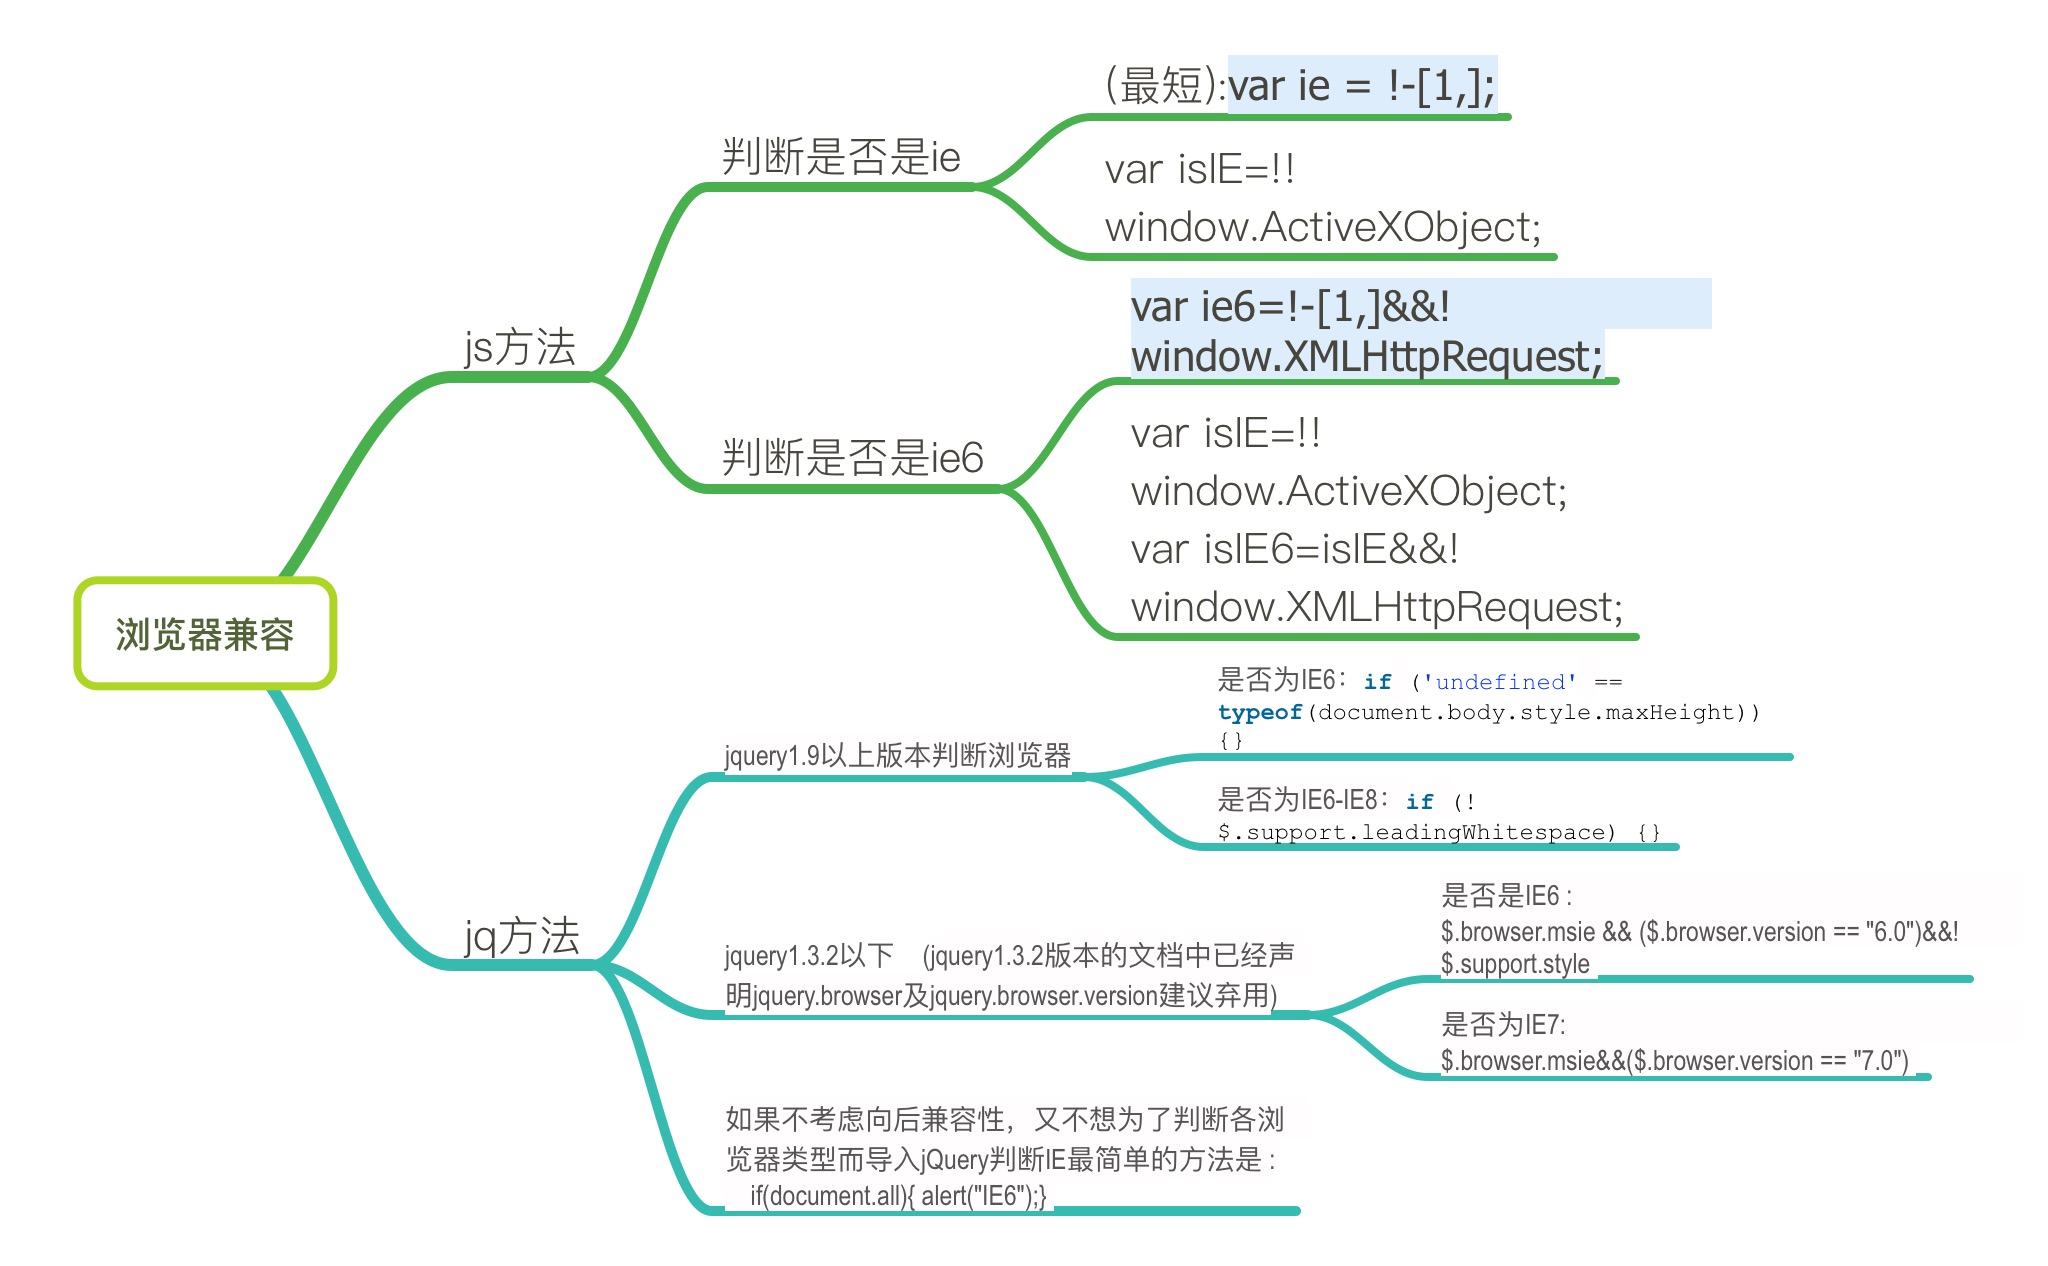 (最短):var ie = !-[1,];
判断是否是ie
var isIE=!!
window.ActiveXObject;
js方法
var ie6=!-[1,]&&!
window.XMLHttpRequest;
判断是否是ie6
var isIE=!!
window.ActiveXObject;
var isIE6=isIE&&!
window.XMLHttpRequest;
浏览器兼容
jq方法
jquery1.9以上版本判断浏览器
是否为IE6：if ('undefined' ==
typeof(document.body.style.maxHeight))
{}
是否为IE6-IE8：if (!
$.support.leadingWhitespace) {}
jquery1.3.2以下 (jquery1.3.2版本的文档中已经声
明jquery.browser及jquery.browser.version建议弃用)
是否是IE6 :
$.browser.msie && ($.browser.version == "6.0")&&!
$.support.style
是否为IE7:
$.browser.msie&&($.browser.version == "7.0")
如果不考虑向后兼容性，又不想为了判断各浏
览器类型而导入jQuery判断IE最简单的方法是 :
if(document.all){ alert("IE6");}